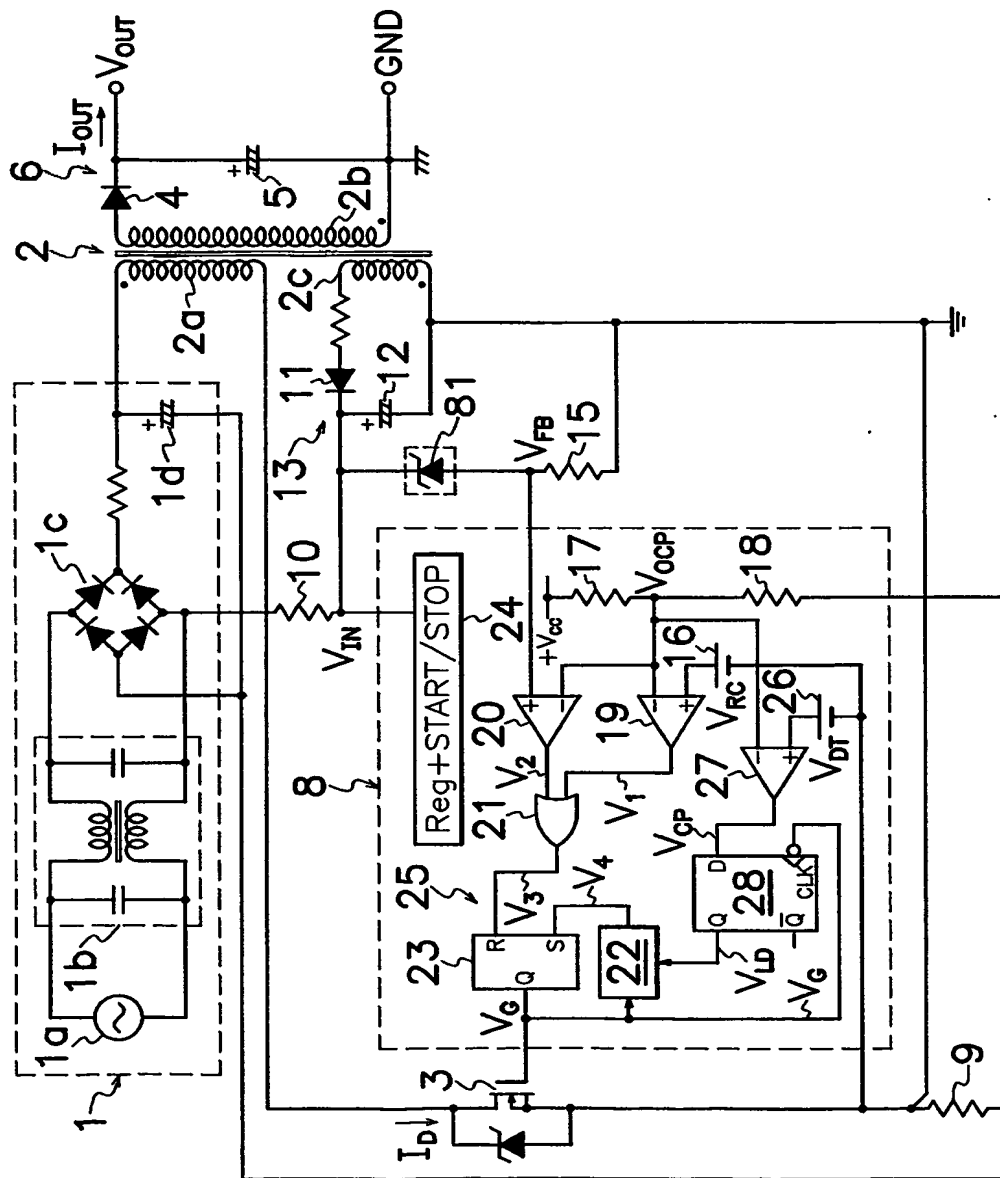 6
I_OUT
V_OUT
GND
2
4
5
2b
+
2a
2c
1
1a
1b
1c
1d
+
10
V_IN
13
11
12
+
81
V_FB
15
8
Reg+START/STOP
24
+V_CC
17
V_OCP
18
20
+
−
19
−
+
16
V_RC
26
V_DT
27
−
+
V_2
21
V_1
V_CP
25
V_3
V_4
23
R
S
Q
22
D
Q
28
CLK
Q̅
V_LD
V_G
V_G
3
I_D
9